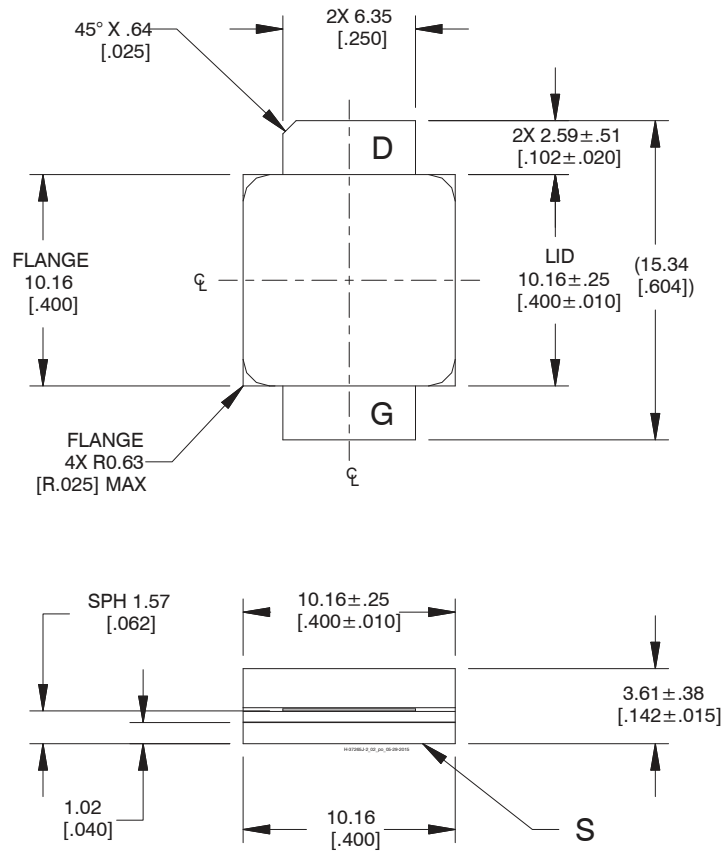 45° X .64
[.025]
2X 6.35
[.250]
D
2X 2.59±.51
[.102±.020]
FLANGE
10.16
[.400]
℄
LID
10.16±.25
[.400±.010]
(15.34
[.604])
G
FLANGE
4X R0.63
[R.025] MAX
℄
SPH 1.57
[.062]
10.16±.25
[.400±.010]
3.61±.38
[.142±.015]
1.02
[.040]
10.16
[.400]
S